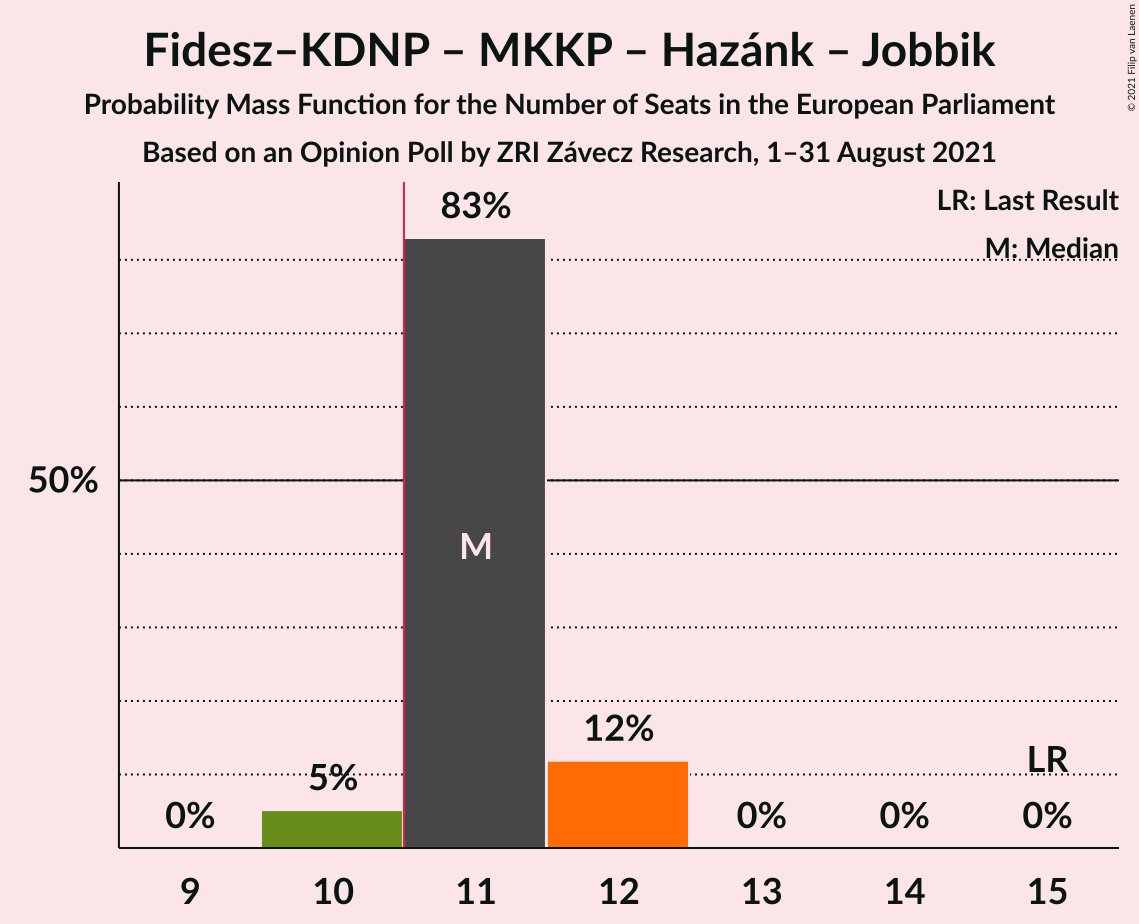 Fidesz–KDNP – MKKP – Hazánk – Jobbik
Probability Mass Function for the Number of Seats in the European Parliament
Based on an Opinion Poll by ZRI Závecz Research, 1–31 August 2021
© 2021 Filip van Laenen
LR: Last Result
M: Median
83%
50%
M
12%
LR
5%
0%
0%
0%
0%
9
10
11
12
13
14
15